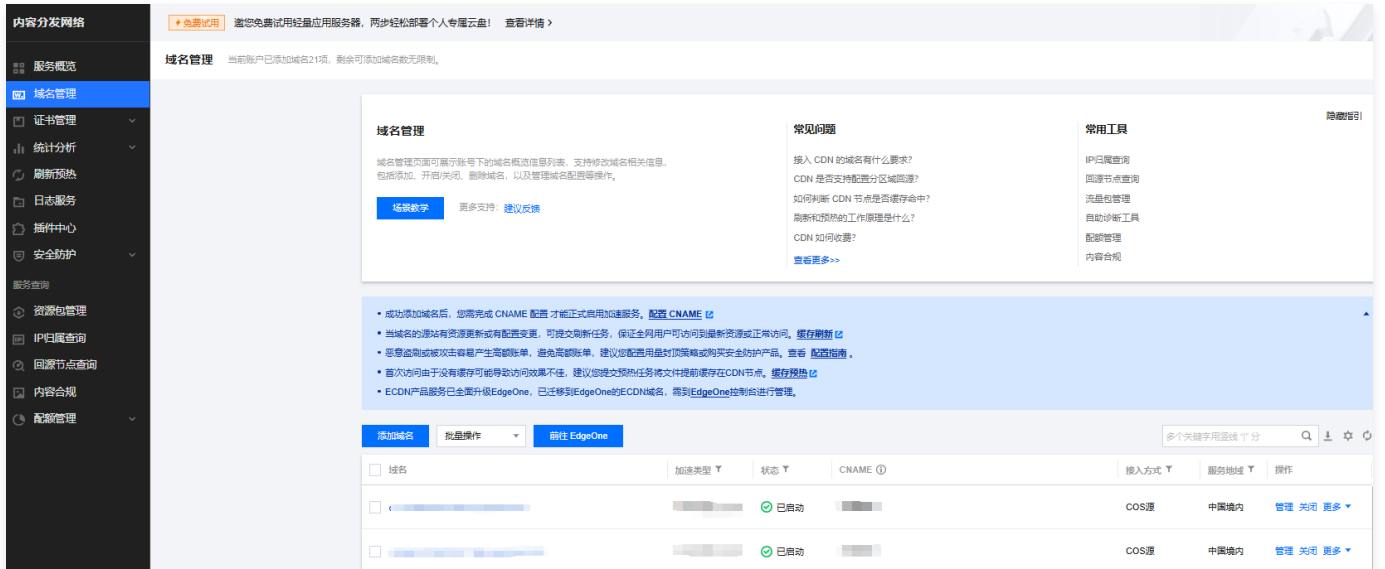 内容分发网络
免费试用 邀您免费试用轻量应用服务器，两步轻松部署个人专属云盘！ 查看详情 >
服务概览
域名管理
证书管理
统计分析
刷新预热
日志服务
插件中心
安全防护
服务查询
资源包管理
IP归属查询
回源节点查询
内容合规
配额管理
域名管理 当前账户已添加域名21项，剩余可添加域名数无限制。
隐藏指引
域名管理
域名管理页面可展示账号下的域名概览信息列表，支持修改域名相关信息，
包括添加、开启/关闭、删除域名，以及管理域名配置等操作。
场景教学 更多支持： 建议反馈
常见问题
接入 CDN 的域名有什么要求？
CDN 是否支持配置分区域回源？
如何判断 CDN 节点是否缓存命中？
刷新和预热的工作原理是什么？
CDN 如何收费？
查看更多>>
常用工具
IP归属查询
回源节点查询
流量包管理
自助诊断工具
配额管理
内容合规
• 成功添加域名后，您需完成 CNAME 配置 才能正式启用加速服务。配置 CNAME
• 当域名的源站有资源更新或有配置变更，可提交刷新任务，保证全网用户可访问到最新资源或正常访问。缓存刷新
• 恶意盗刷或被攻击容易产生高额账单，避免高额账单，建议您配置用量封顶策略或购买安全防护产品。查看 配置指南 。
• 首次访问由于没有缓存可能导致访问效果不佳，建议您提交预热任务将文件提前缓存在CDN节点。缓存预热
• ECDN产品服务已全面升级EdgeOne，已迁移到EdgeOne的ECDN域名，需到EdgeOne控制台进行管理。
添加域名 批量操作 前往 EdgeOne 多个关键字用竖线 "|" 分
域名 加速类型 状态 CNAME 接入方式 服务地域 操作
已启动 COS源 中国境内 管理 关闭 更多
已启动 COS源 中国境内 管理 关闭 更多